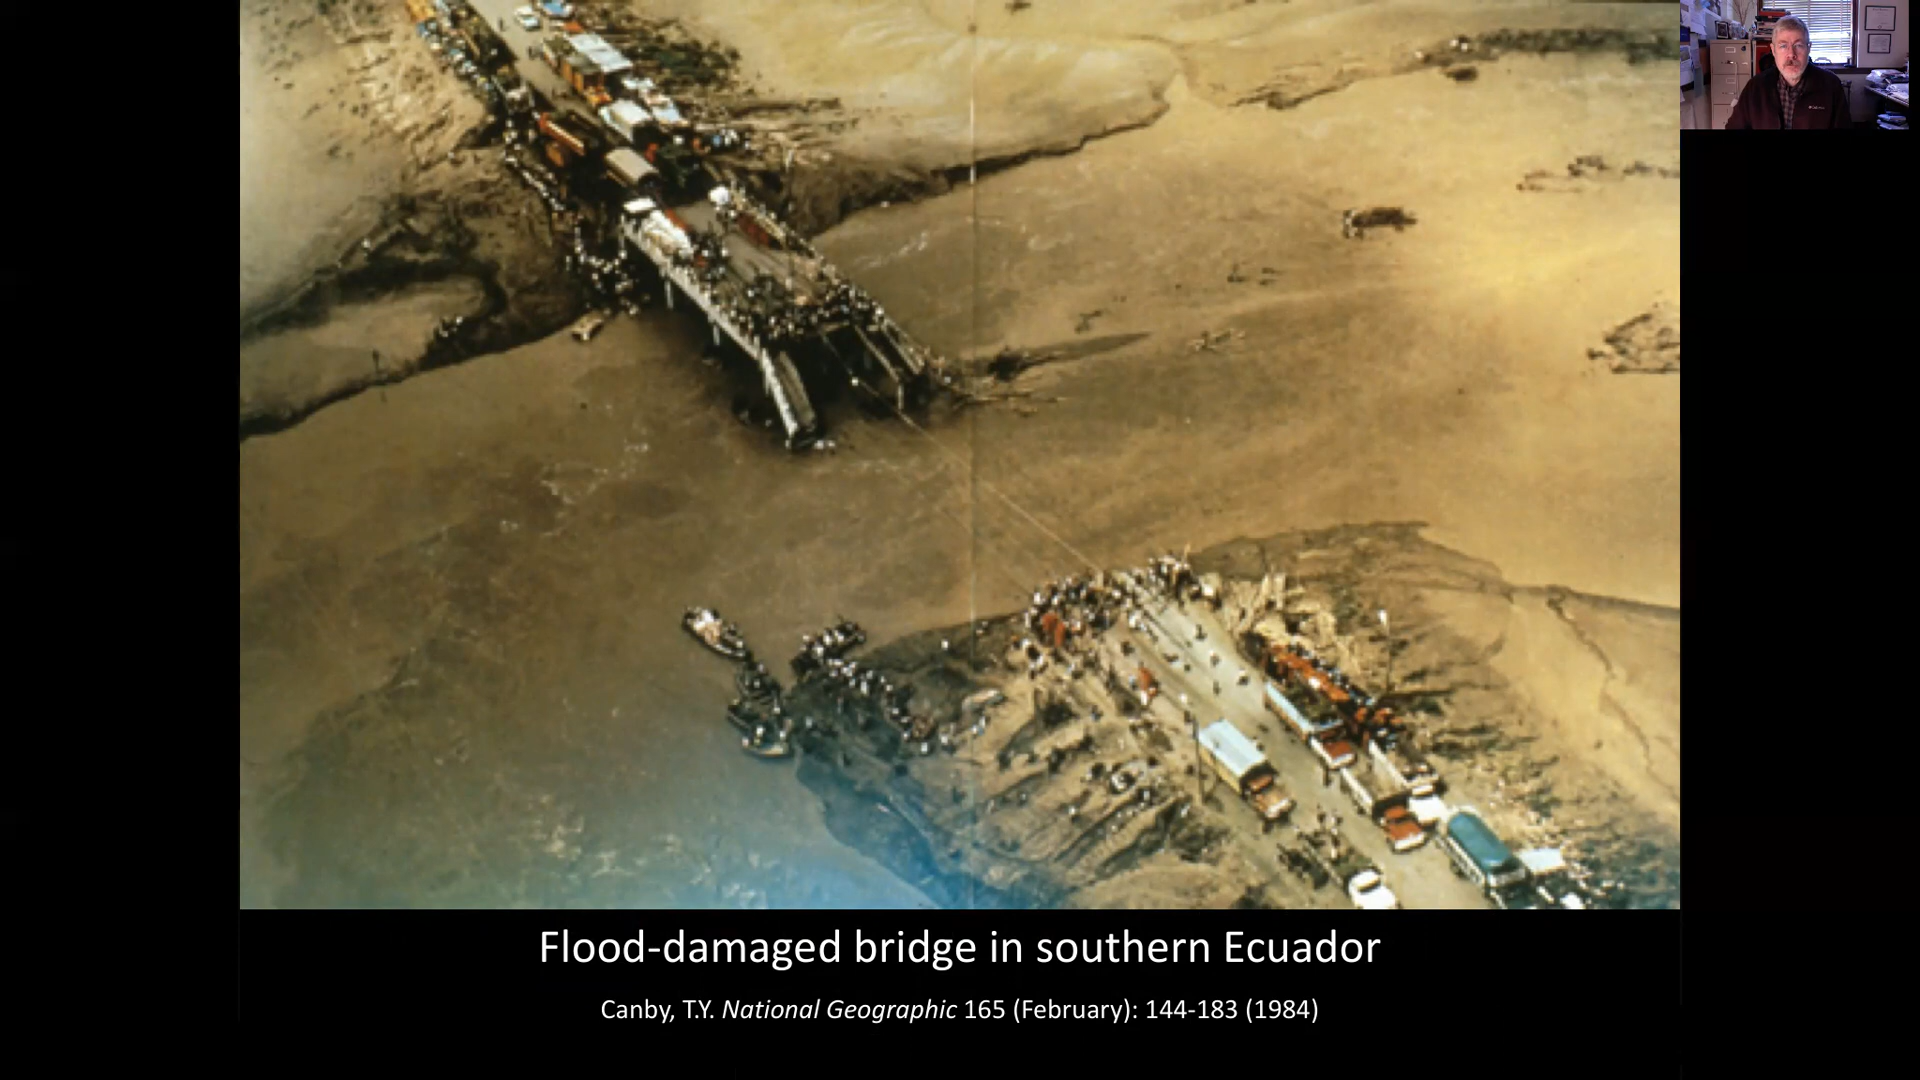 Flood-damaged bridge in southern Ecuador
Canby, T.Y. National Geographic 165 (February): 144-183 (1984)